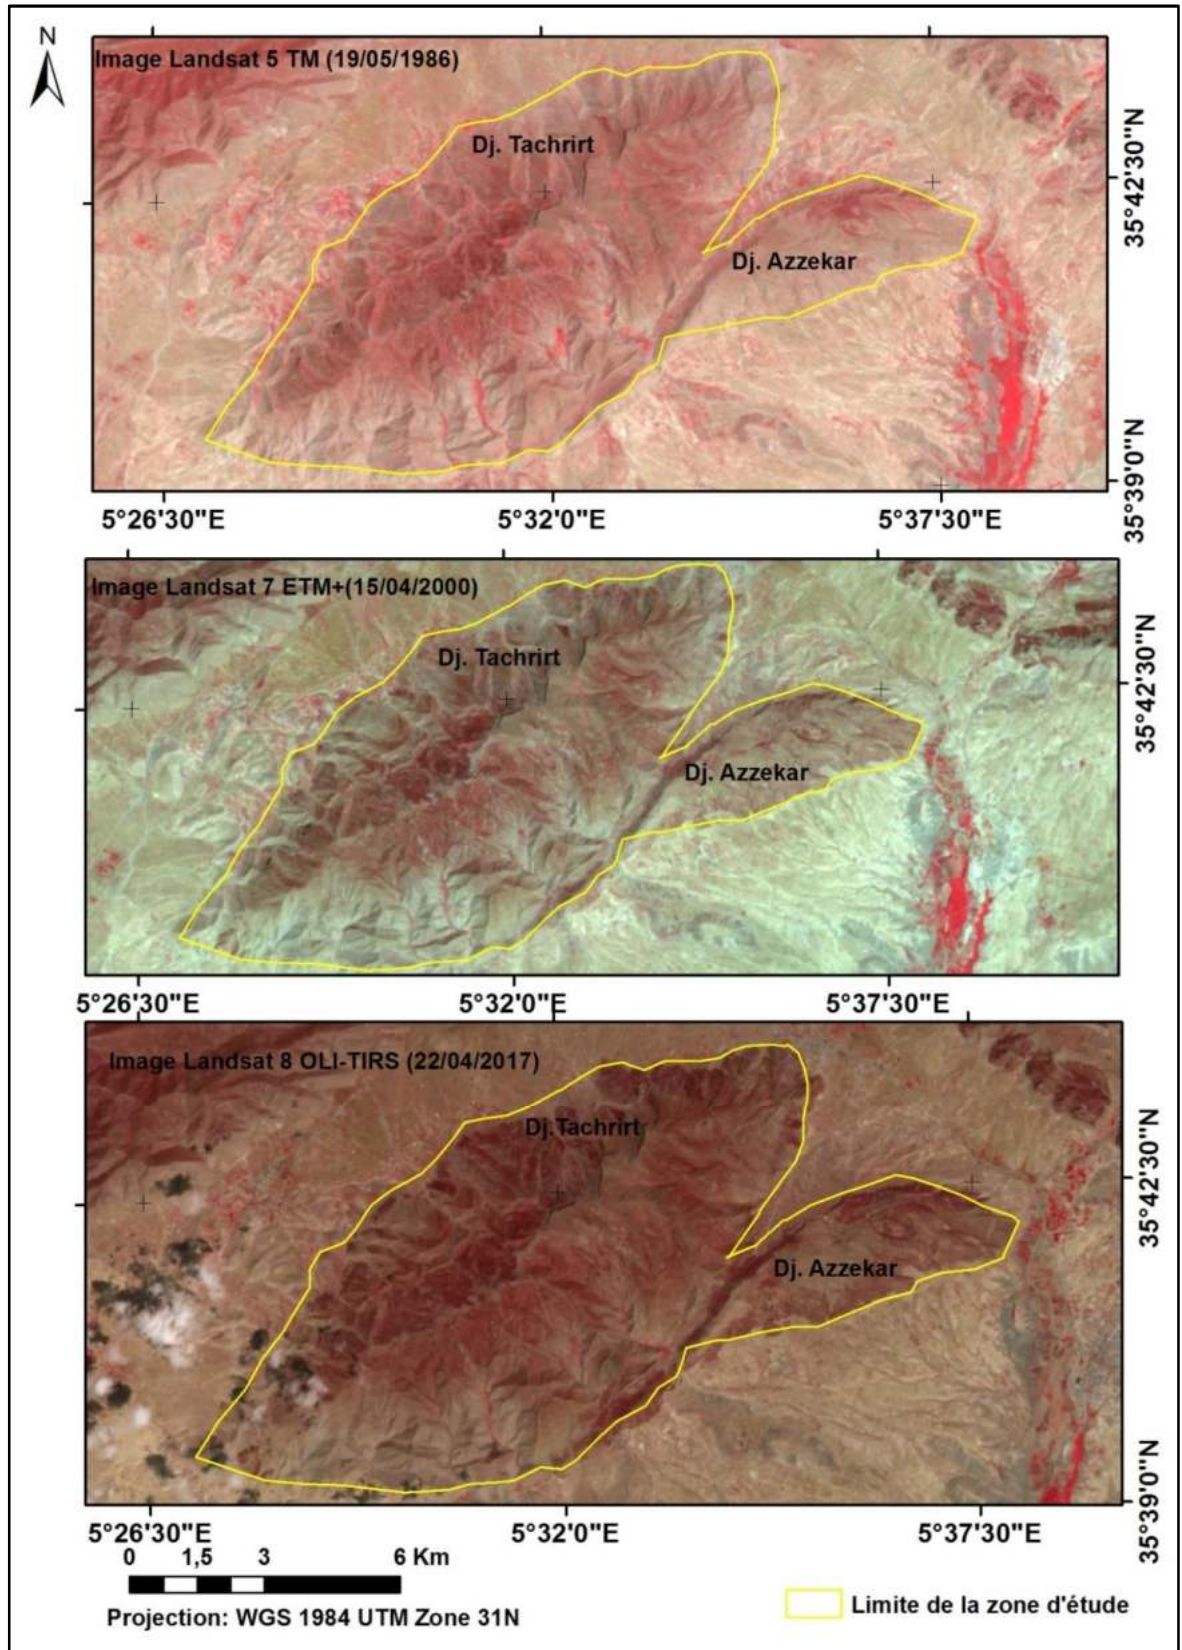 N
Image Landsat 5 TM (19/05/1986)
Dj. Tachrirt
Dj. Azzekar
35°42'30"N
35°39'0"N
5°26'30"E 5°32'0"E 5°37'30"E
Image Landsat 7 ETM+(15/04/2000)
Dj. Tachrirt
Dj. Azzekar
35°42'30"N
5°26'30"E 5°32'0"E 5°37'30"E
Image Landsat 8 OLI-TIRS (22/04/2017)
Dj.Tachrirt
Dj. Azzekar
35°42'30"N
35°39'0"N
5°26'30"E 5°32'0"E 5°37'30"E
0 1,5 3 6 Km
Projection: WGS 1984 UTM Zone 31N
Limite de la zone d'étude